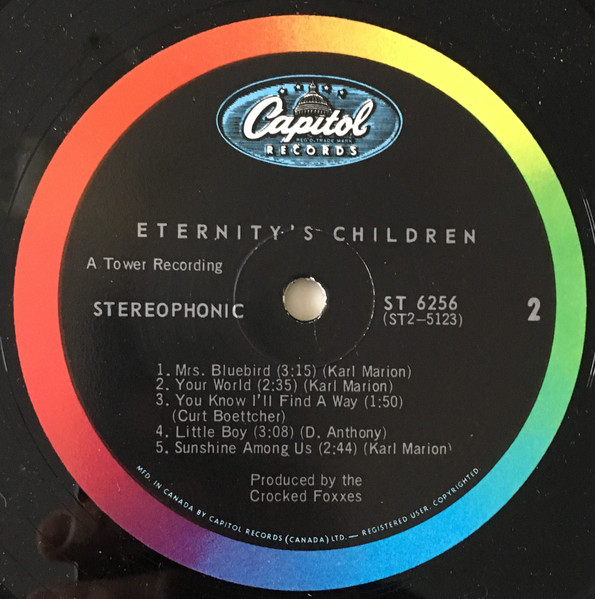 Capitol
REG'D. TRADE MARK
RECORDS
ETERNITY'S CHILDREN
A Tower Recording
STEREOPHONIC
ST 6256
(ST2-5123)
2
1. Mrs. Bluebird (3:15) (Karl Marion)
2. Your World (2:35) (Karl Marion)
3. You Know I'll Find A Way (1:50)
(Curt Boettcher)
4. Little Boy (3:08) (D. Anthony)
5. Sunshine Among Us (2:44) (Karl Marion)
Produced by the
Crocked Foxxes
MFD. IN CANADA BY CAPITOL RECORDS (CANADA) LTD. — REGISTERED USER. COPYRIGHTED